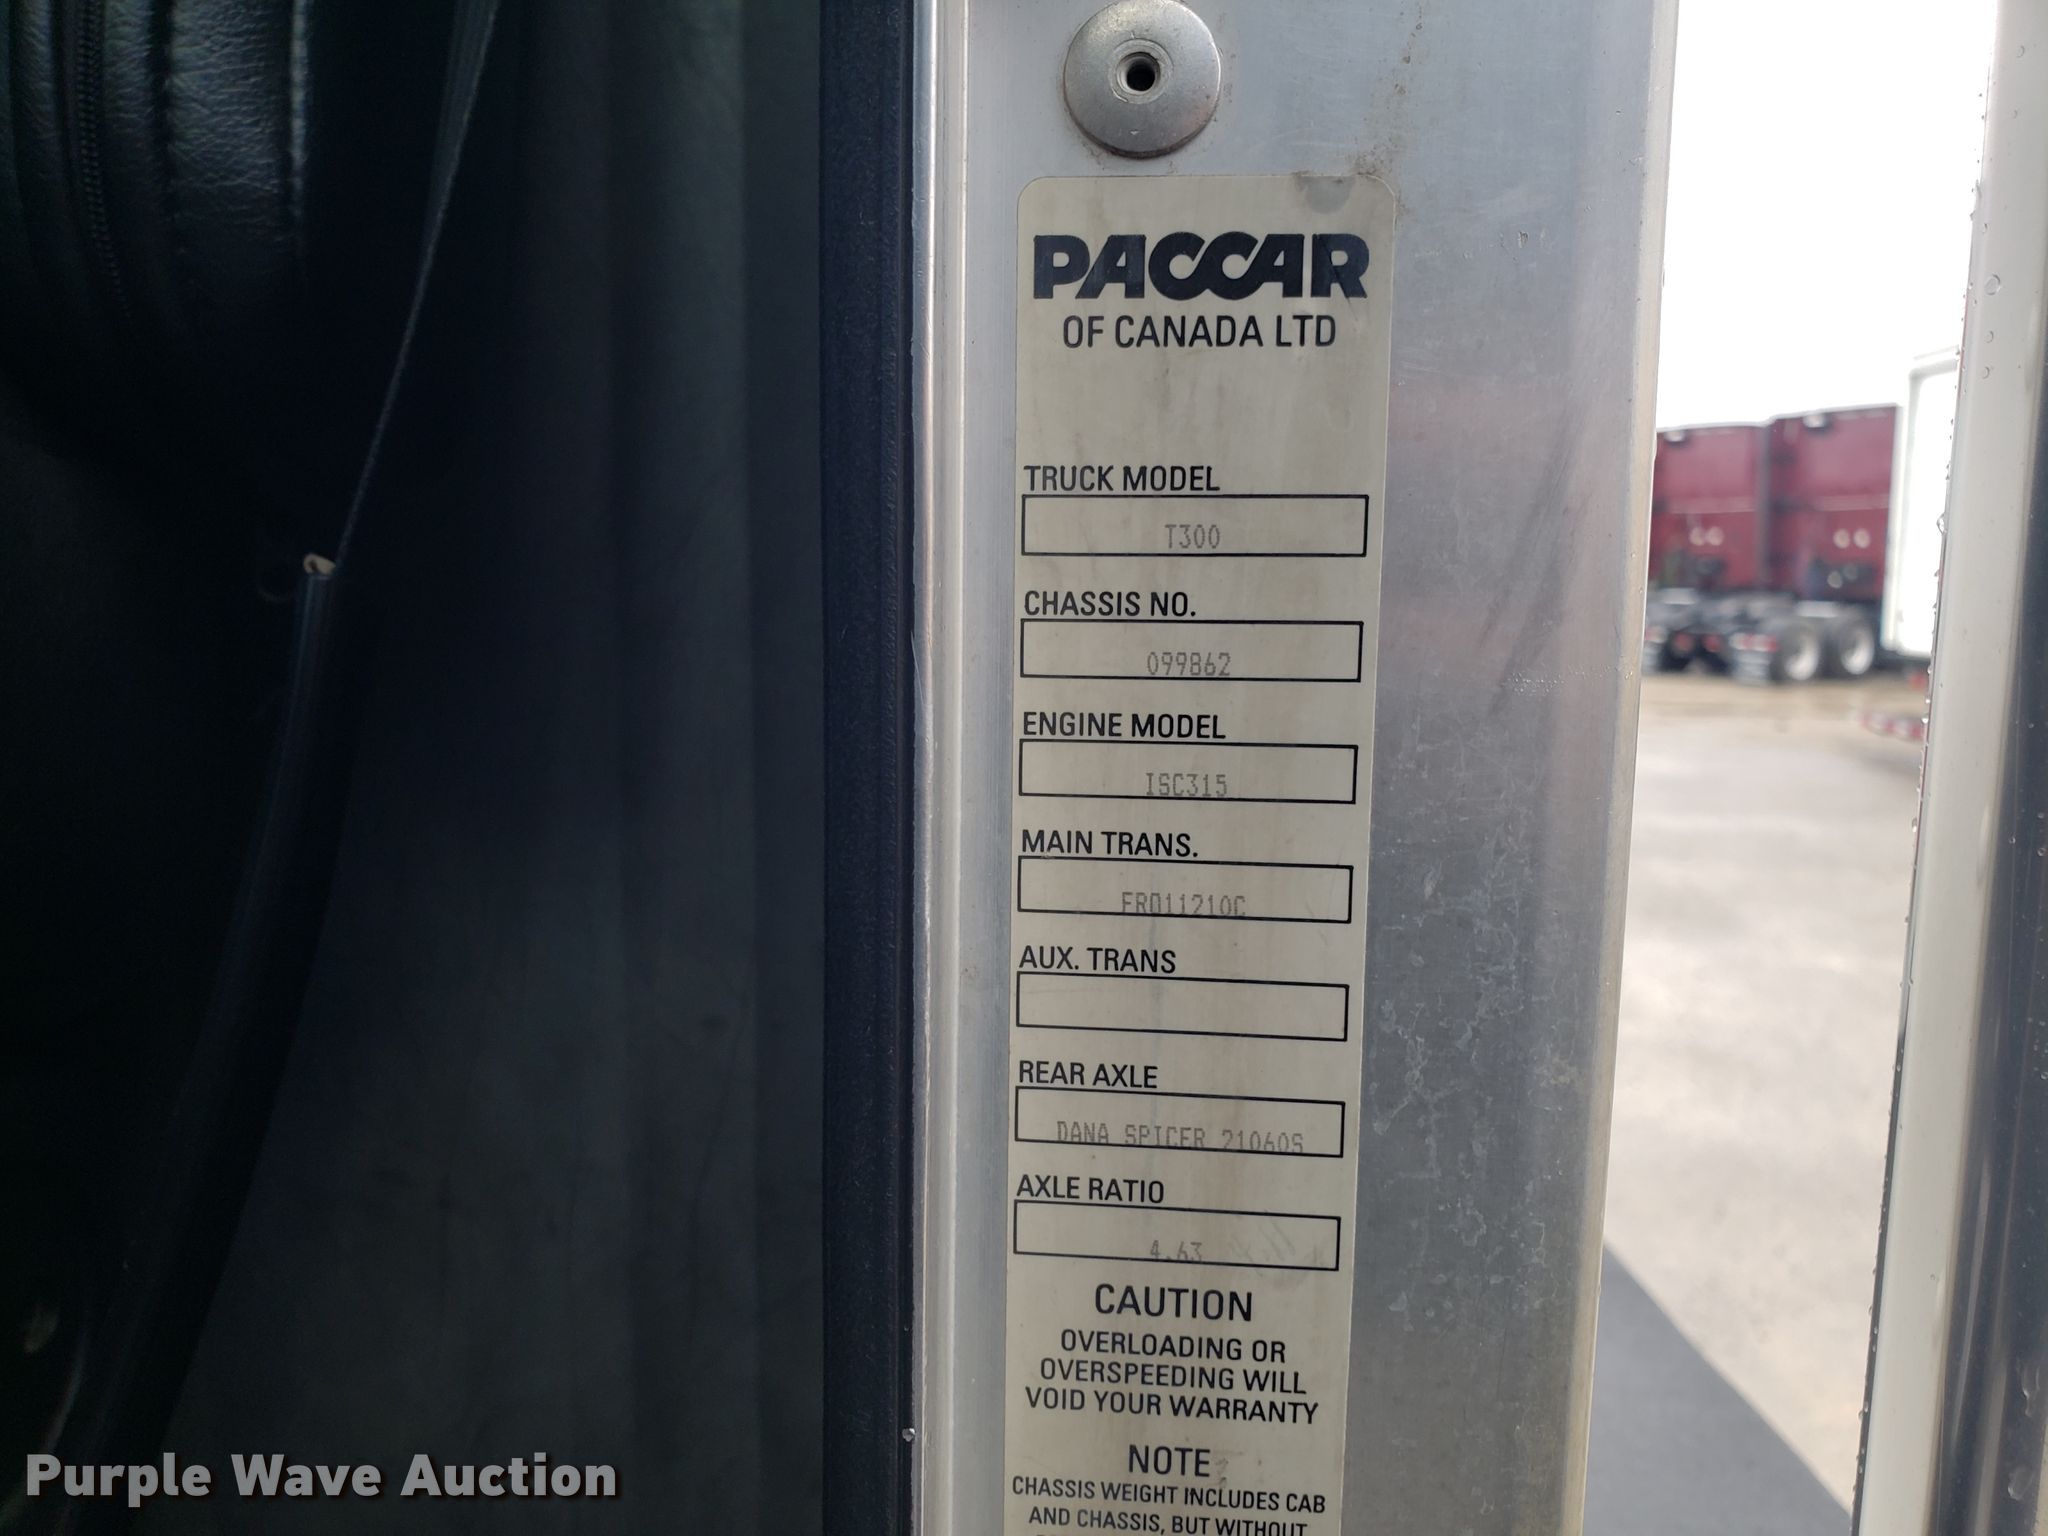 PACCAR
OF CANADA LTD
TRUCK MODEL
T300
CHASSIS NO.
099862
ENGINE MODEL
ISC315
MAIN TRANS.
FRO11210C
AUX. TRANS
REAR AXLE
DANA SPICER 21060S
AXLE RATIO
4.63
CAUTION
OVERLOADING OR
OVERSPEEDING WILL
VOID YOUR WARRANTY
NOTE
CHASSIS WEIGHT INCLUDES CAB
AND CHASSIS, BUT WITHOUT
Purple Wave Auction